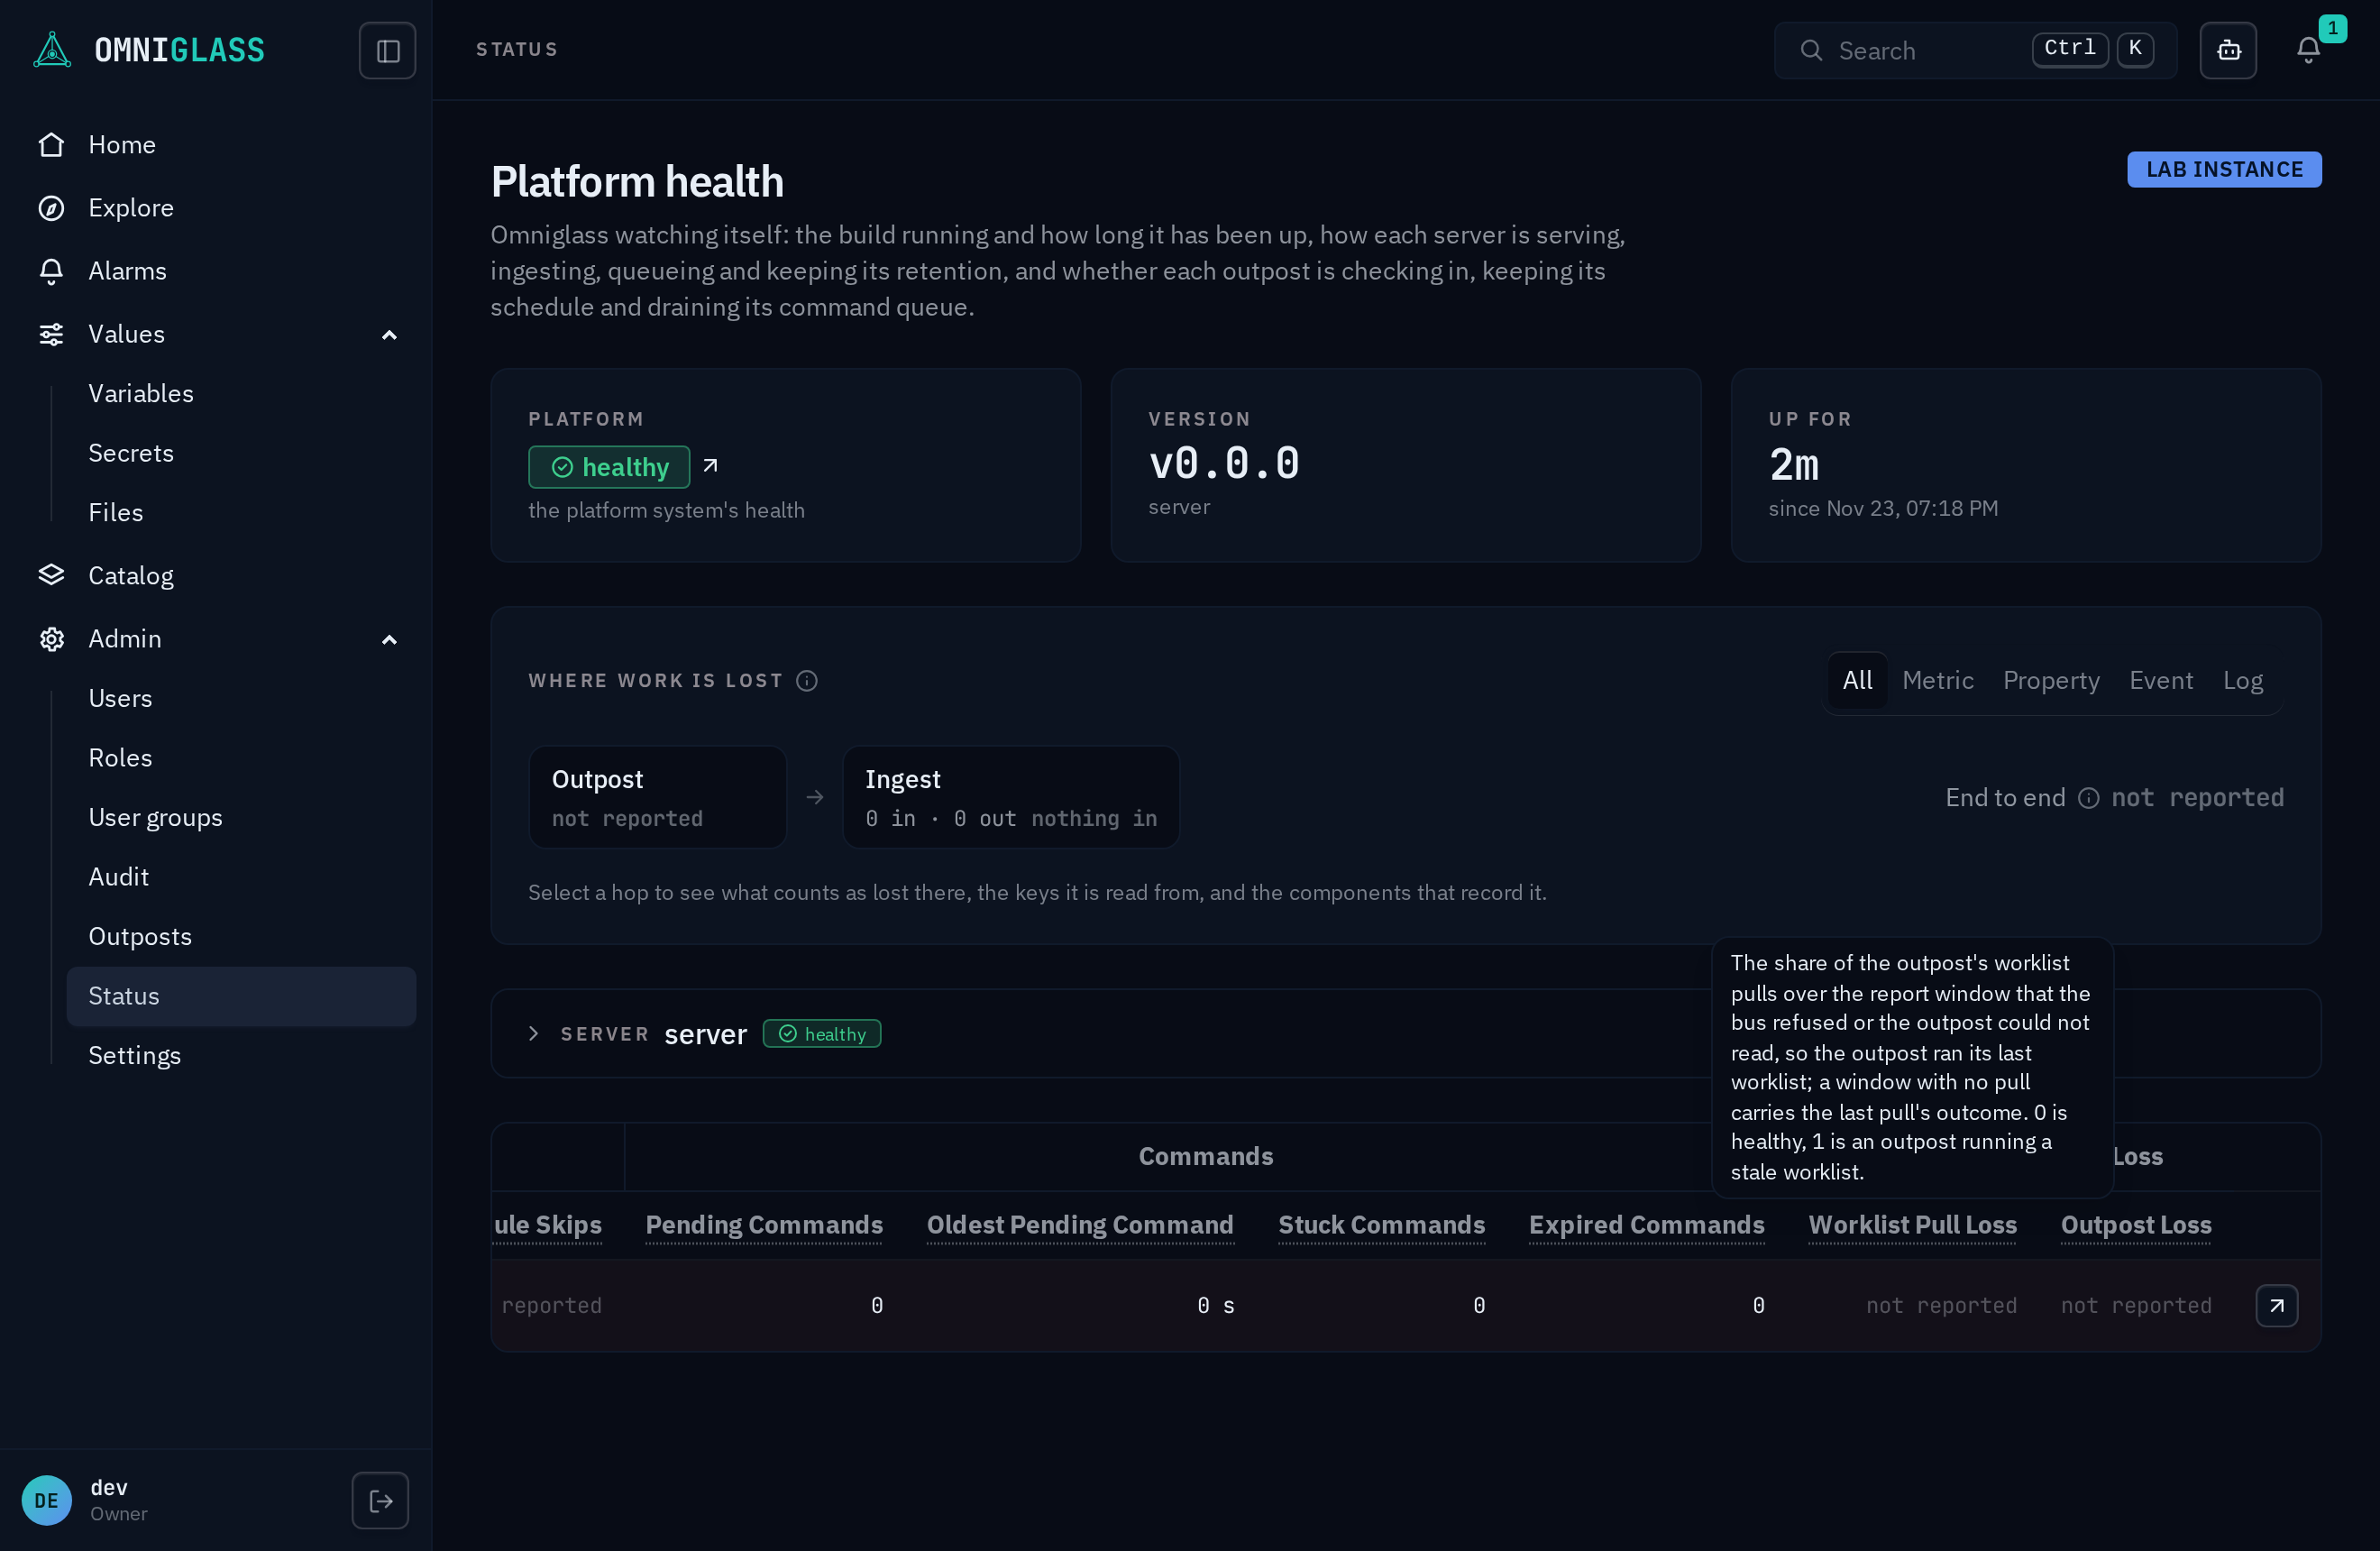 OMNIGLASS
STATUS
Search
Ctrl
K
1
Home
Explore
Alarms
Values
Variables
Secrets
Files
Catalog
Admin
Users
Roles
User groups
Audit
Outposts
Status
Settings
DE
dev
Owner
Platform health
LAB INSTANCE
Omniglass watching itself: the build running and how long it has been up, how each server is serving,
ingesting, queueing and keeping its retention, and whether each outpost is checking in, keeping its
schedule and draining its command queue.
PLATFORM
healthy
the platform system's health
VERSION
v0.0.0
server
UP FOR
2m
since Nov 23, 07:18 PM
WHERE WORK IS LOST
All
Metric
Property
Event
Log
Outpost
not reported
Ingest
0 in · 0 out nothing in
End to end
not reported
Select a hop to see what counts as lost there, the keys it is read from, and the components that record it.
SERVER server
healthy
The share of the outpost's worklist
pulls over the report window that the
bus refused or the outpost could not
read, so the outpost ran its last
worklist; a window with no pull
carries the last pull's outcome. 0 is
healthy, 1 is an outpost running a
stale worklist.
Commands
Loss
ule Skips
Pending Commands
Oldest Pending Command
Stuck Commands
Expired Commands
Worklist Pull Loss
Outpost Loss
reported
0
0 s
0
0
not reported
not reported